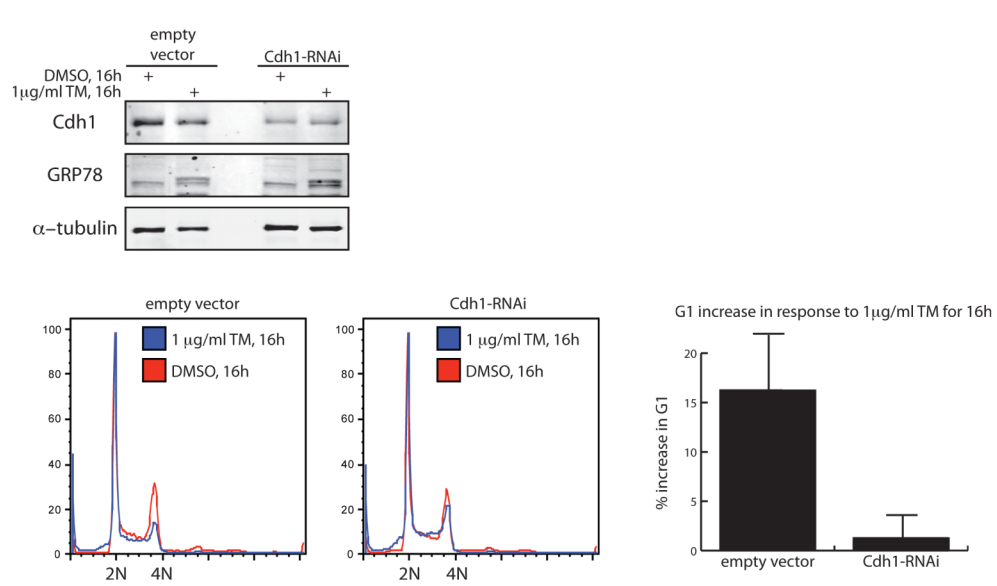 empty
vector
Cdh1-RNAi
DMSO, 16h + +
1μg/ml TM, 16h + +
Cdh1
GRP78
α−tubulin
empty vector
100
80
60
40
20
0
2N 4N
1 μg/ml TM, 16h
DMSO, 16h
Cdh1-RNAi
100
80
60
40
20
0
2N 4N
1 μg/ml TM, 16h
DMSO, 16h
G1 increase in response to 1μg/ml TM for 16h
% increase in G1
20
15
10
5
0
empty vector
Cdh1-RNAi